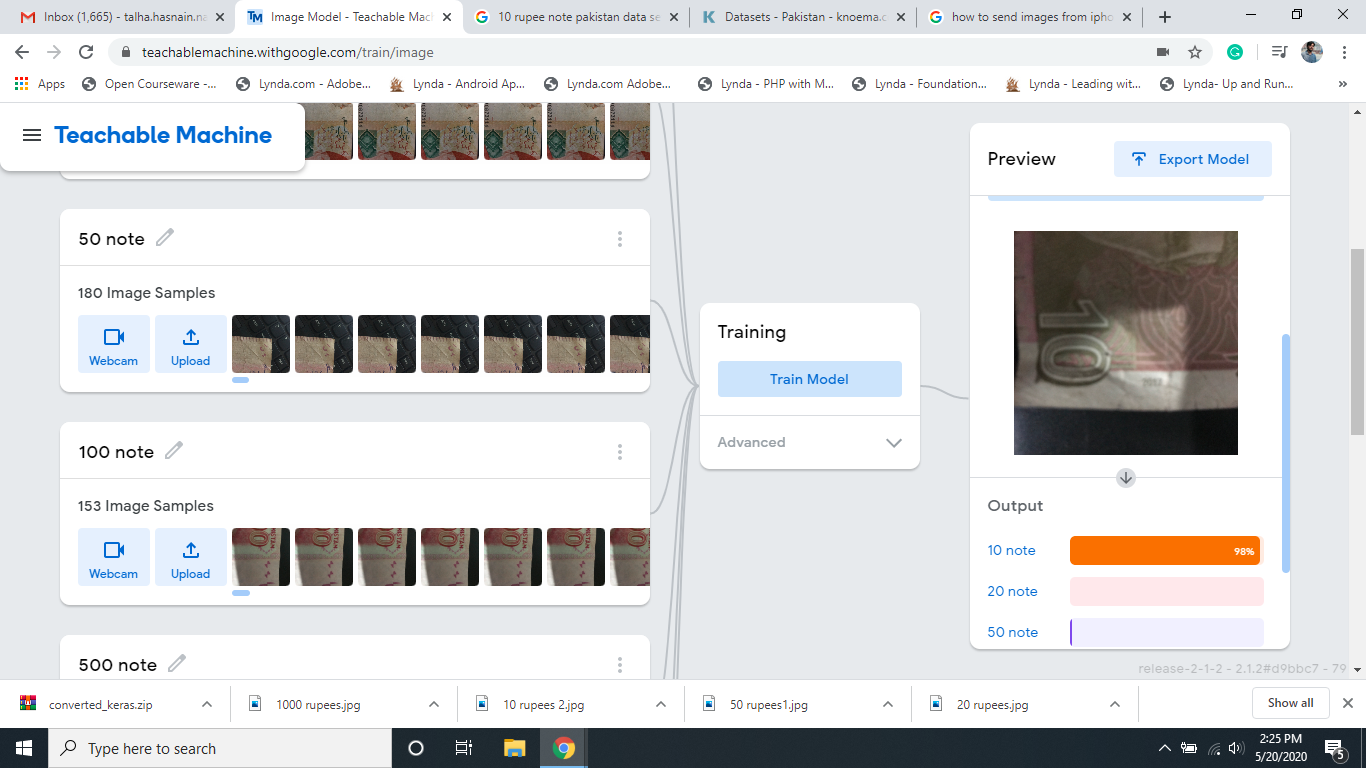 Inbox (1,665) - talha.hasnain.na
Image Model - Teachable Mac
10 rupee note pakistan data se
Datasets - Pakistan - knoema.c
how to send images from ipho
teachablemachine.withgoogle.com/train/image
Apps
Open Courseware -...
Lynda.com - Adobe...
Lynda - Android Ap...
Lynda.com Adobe...
Lynda - PHP with M...
Lynda - Foundation...
Lynda - Leading wit...
Lynda- Up and Run...
Teachable Machine
50 note
180 Image Samples
Webcam
Upload
100 note
153 Image Samples
Webcam
Upload
500 note
Training
Train Model
Advanced
Preview
Export Model
10
2017
Output
10 note
98%
20 note
50 note
release-2-1-2 - 2.1.2#d9bbc7 - 79
converted_keras.zip
1000 rupees.jpg
10 rupees 2.jpg
50 rupees1.jpg
20 rupees.jpg
Show all
Type here to search
2:25 PM
5/20/2020
5